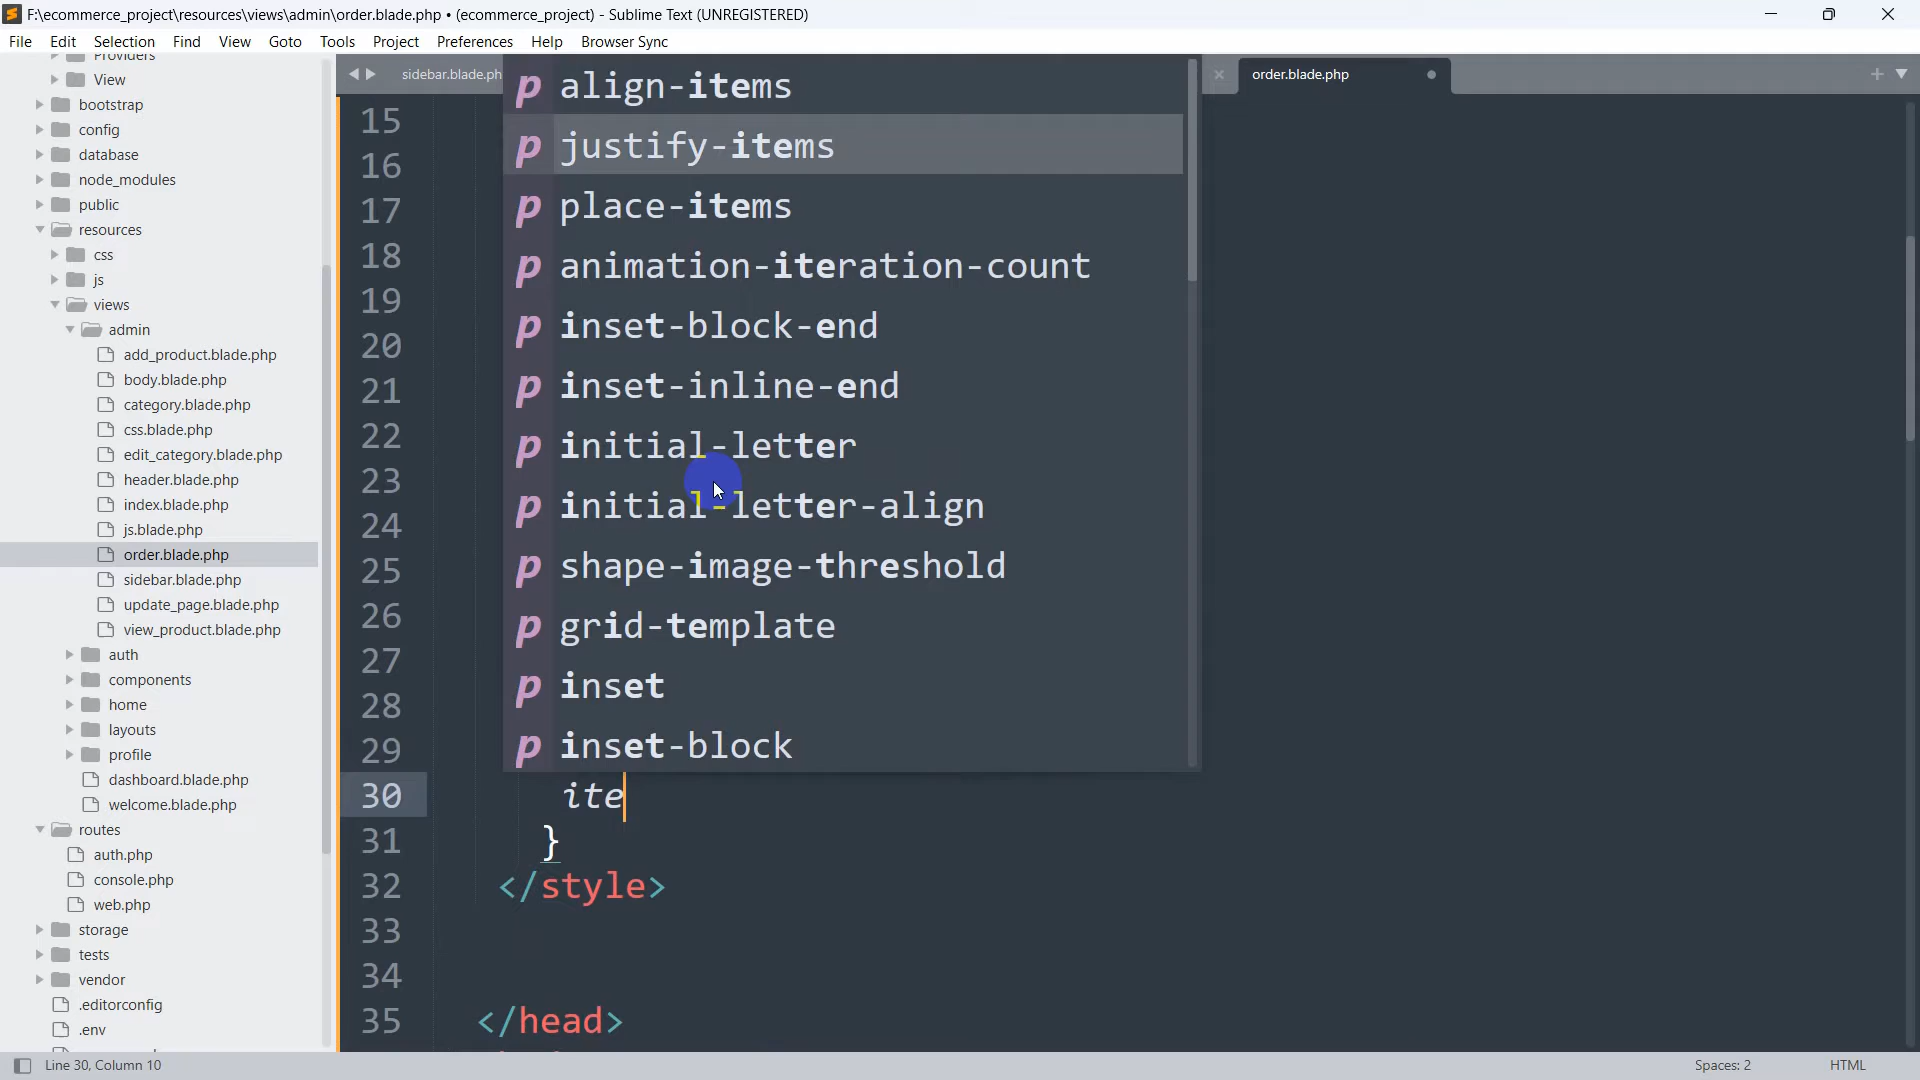 F:\ecommerce_project\resources\views\admin\order.blade.php • (ecommerce_project) - Sublime Text (UNREGISTERED)
File Edit Selection Find View Goto Tools Project Preferences Help Browser Sync
Providers
View
bootstrap
config
database
node_modules
public
resources
css
js
views
admin
add_product.blade.php
body.blade.php
category.blade.php
css.blade.php
edit_category.blade.php
header.blade.php
index.blade.php
js.blade.php
order.blade.php
sidebar.blade.php
update_page.blade.php
view_product.blade.php
auth
components
home
layouts
profile
dashboard.blade.php
welcome.blade.php
routes
auth.php
console.php
web.php
storage
tests
vendor
.editorconfig
.env
sidebar.blade.ph
order.blade.php
15
16
17
18
19
20
21
22
23
24
25
26
27
28
29
30 ite
31 }
32 </style>
33
34
35 </head>
p align-items
p justify-items
p place-items
p animation-iteration-count
p inset-block-end
p inset-inline-end
p initial-letter
p initial-letter-align
p shape-image-threshold
p grid-template
p inset
p inset-block
Line 30, Column 10
Spaces: 2
HTML